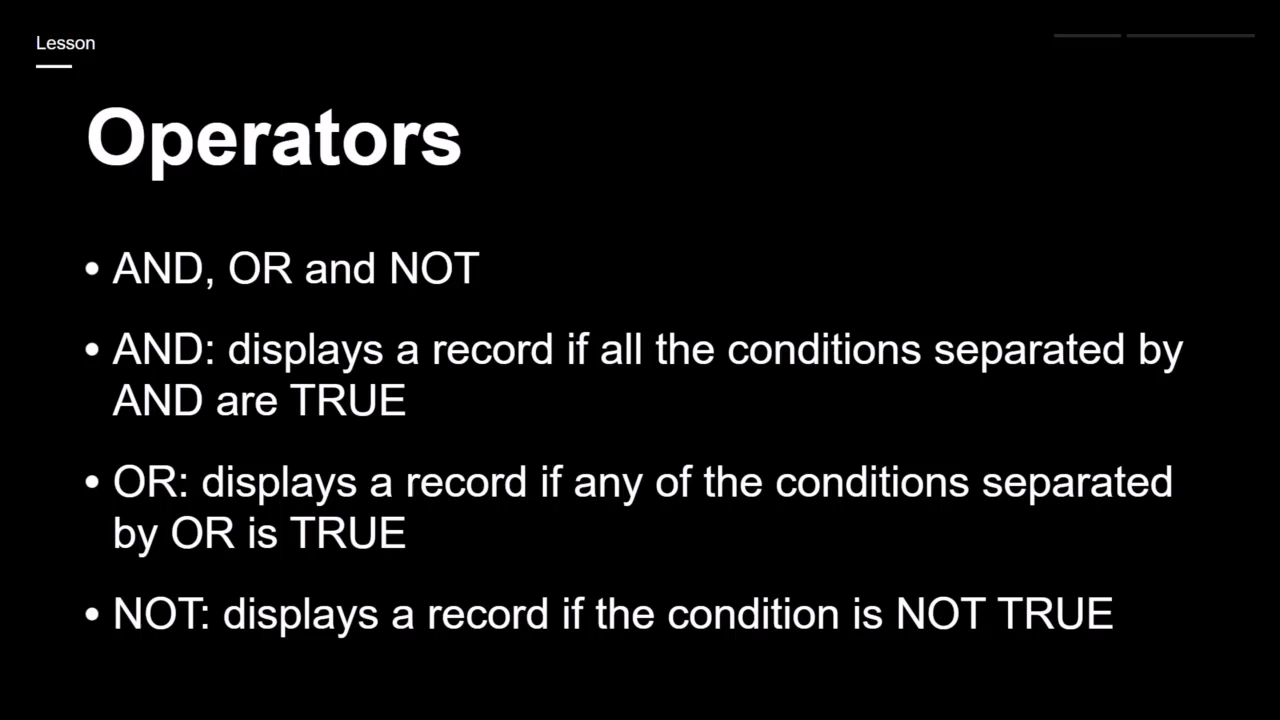 Lesson
Operators
• AND, OR and NOT
• AND: displays a record if all the conditions separated by
AND are TRUE
• OR: displays a record if any of the conditions separated
by OR is TRUE
• NOT: displays a record if the condition is NOT TRUE